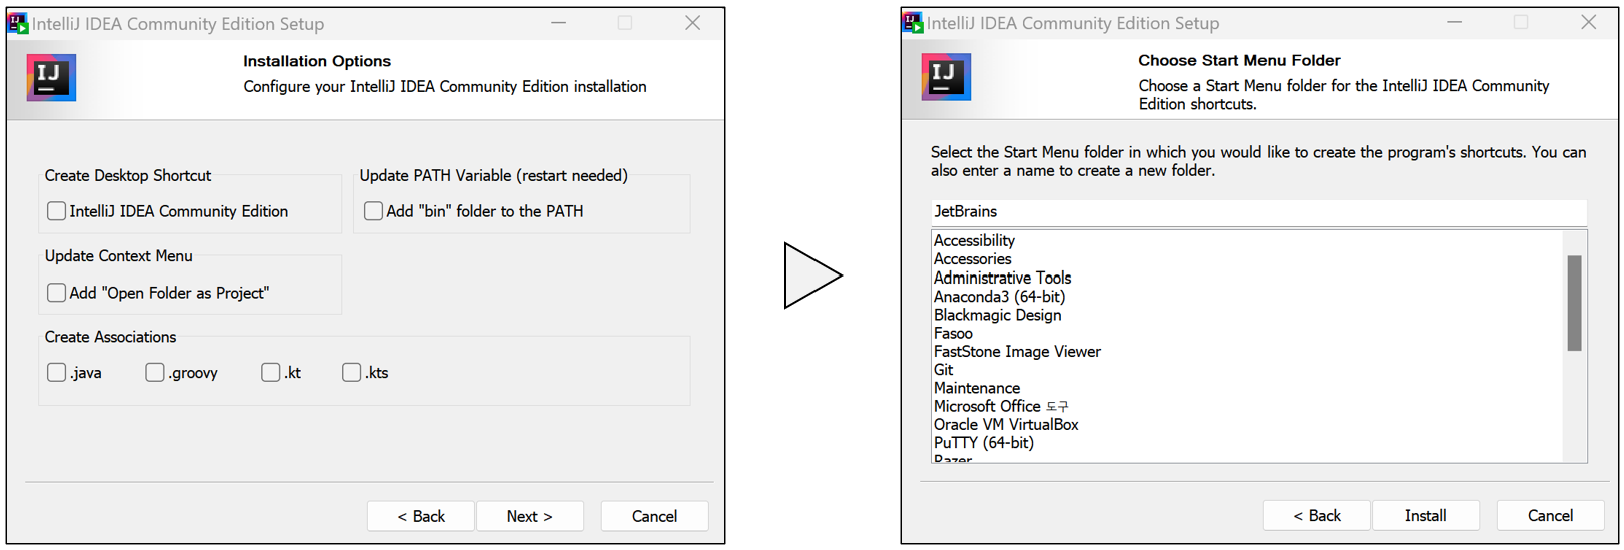 IntelliJ IDEA Community Edition Setup
IJ
Installation Options
Configure your IntelliJ IDEA Community Edition installation
Create Desktop Shortcut
IntelliJ IDEA Community Edition
Update PATH Variable (restart needed)
Add "bin" folder to the PATH
Update Context Menu
Add "Open Folder as Project"
Create Associations
.java .groovy .kt .kts
< Back Next > Cancel
IntelliJ IDEA Community Edition Setup
IJ
Choose Start Menu Folder
Choose a Start Menu folder for the IntelliJ IDEA Community
Edition shortcuts.
Select the Start Menu folder in which you would like to create the program's shortcuts. You can
also enter a name to create a new folder.
JetBrains
Accessibility
Accessories
Administrative Tools
Anaconda3 (64-bit)
Blackmagic Design
Fasoo
FastStone Image Viewer
Git
Maintenance
Microsoft Office 도구
Oracle VM VirtualBox
PuTTY (64-bit)
Razer
< Back Install Cancel